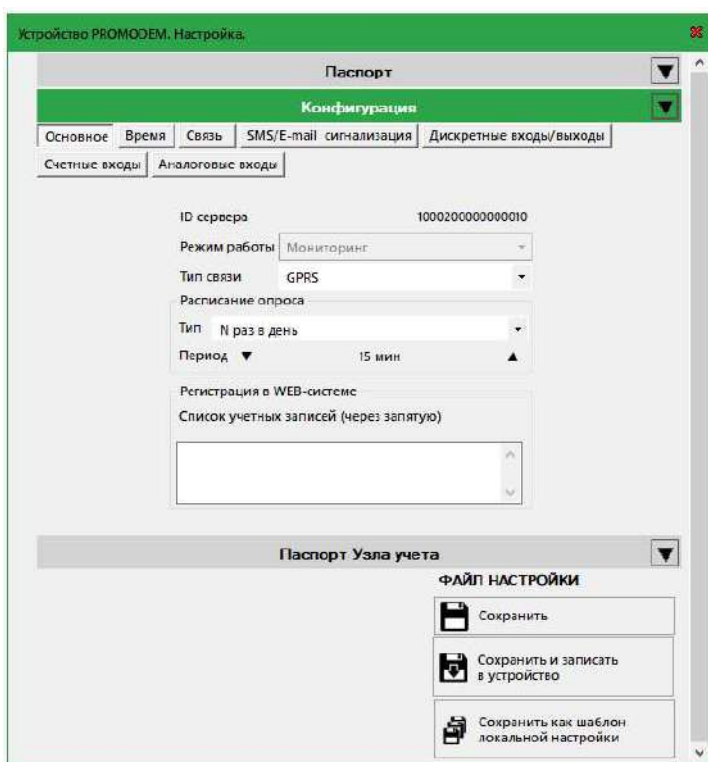 Устройство PROMODEM. Настройка.
Паспорт
Конфигурация
Основное Время Связь SMS/E-mail сигнализация Дискретные входы/выходы
Счетные входы Аналоговые входы
ID сервера 1000200000000010
Режим работы Мониторинг
Тип связи GPRS
Расписание опроса
Тип N раз в день
Период 15 мин
Регистрация в WEB-системе
Список учетных записей (через запятую)
Паспорт Узла учета
ФАЙЛ НАСТРОЙКИ
Сохранить
Сохранить и записать
в устройство
Сохранить как шаблон
локальной настройки